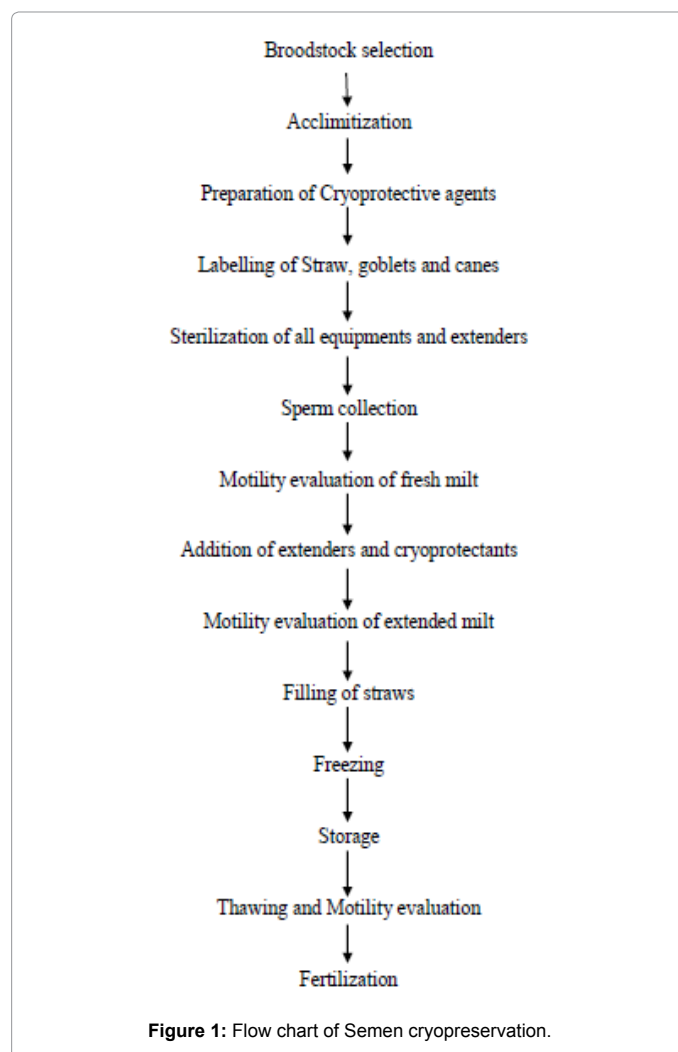 Broodstock selection
Acclimitization
Preparation of Cryoprotective agents
Labelling of Straw, goblets and canes
Sterilization of all equipments and extenders
Sperm collection
Motility evaluation of fresh milt
Addition of extenders and cryoprotectants
Motility evaluation of extended milt
Filling of straws
Freezing
Storage
Thawing and Motility evaluation
Fertilization
Figure 1: Flow chart of Semen cryopreservation.